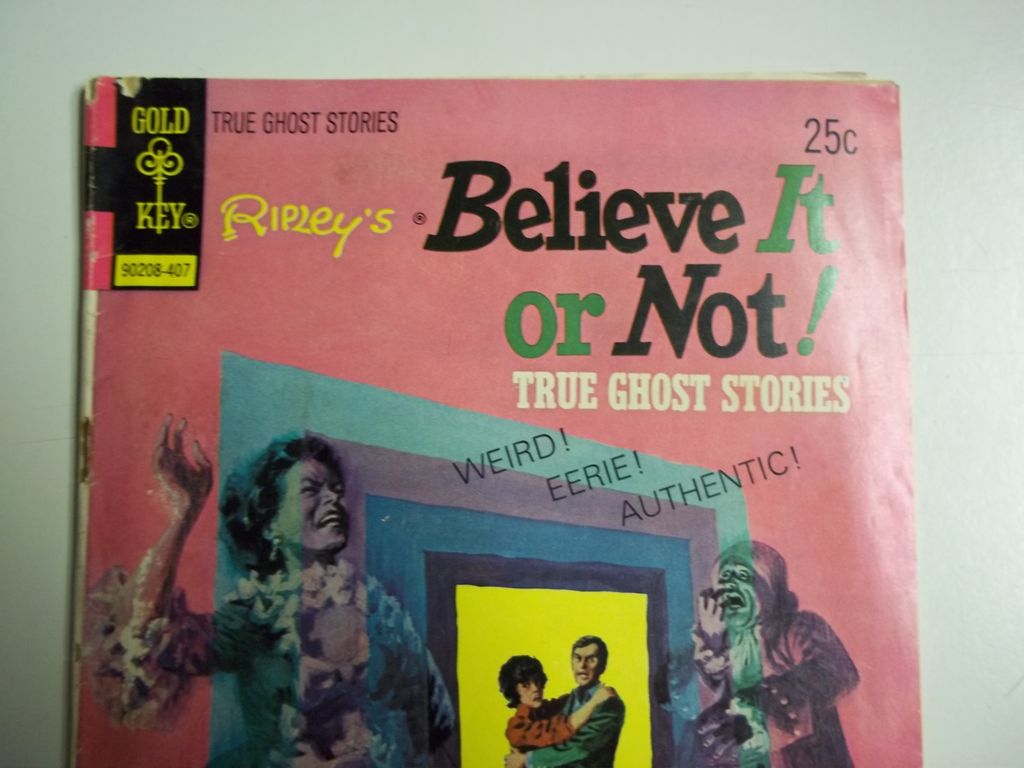 GOLD
KEY®
90208-407
TRUE GHOST STORIES
25c
RIPLEY'S ® Believe It
or Not!
TRUE GHOST STORIES
WEIRD!
EERIE!
AUTHENTIC!